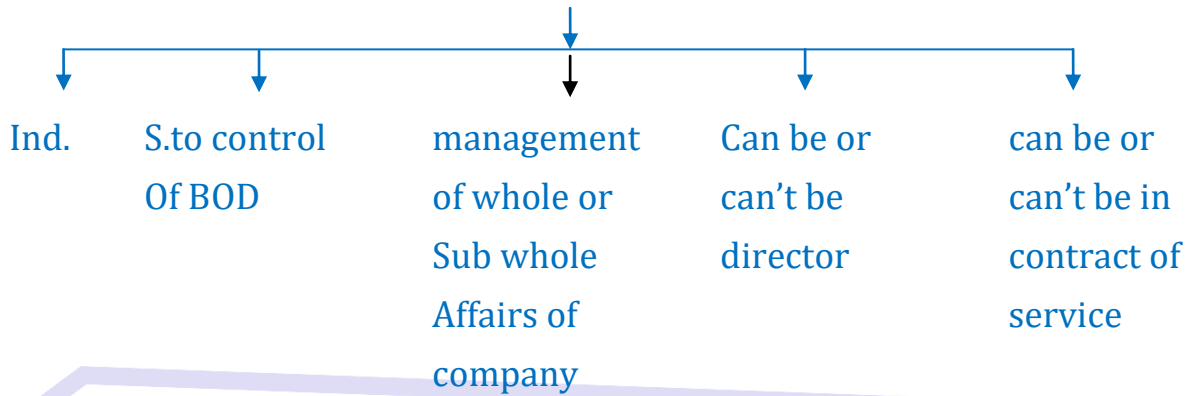 Ind.
S.to control
Of BOD
management
of whole or
Sub whole
Affairs of
company
Can be or
can’t be
director
can be or
can’t be in
contract of
service